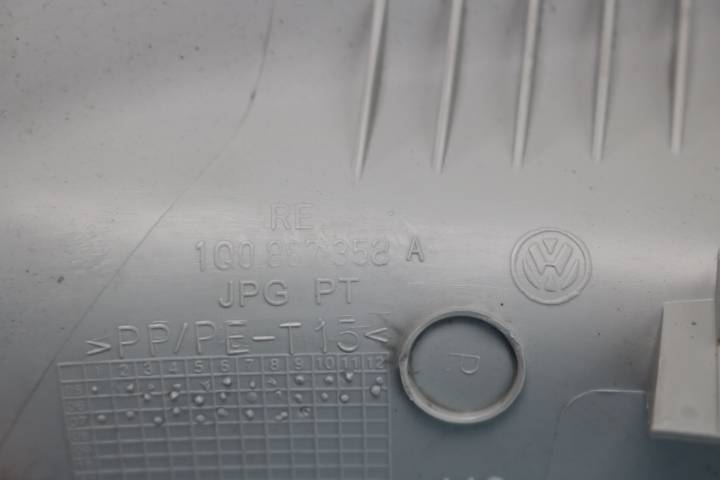 RE
1Q0 867 358 A
JPG PT
>PP/PE-T15<
1 2 3 4 5 6 7 8 9 10 11 12
P